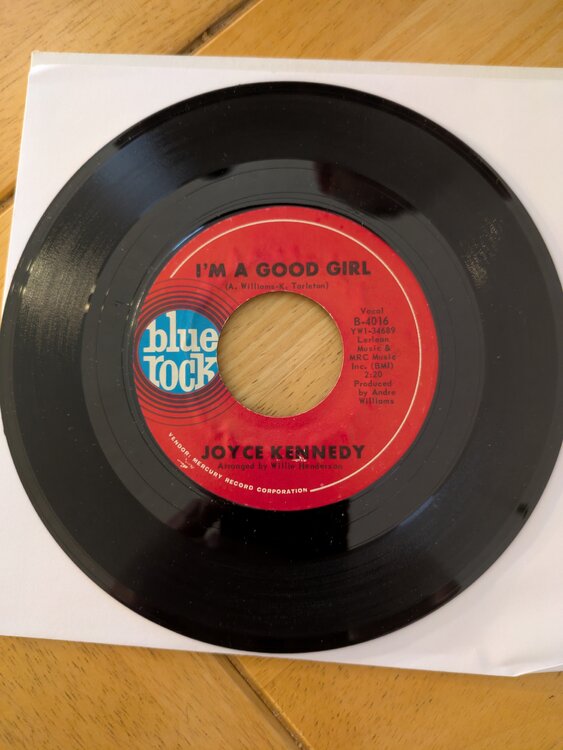 I'M A GOOD GIRL
(A. Williams-K. Tarleton)
blue
rock
Vocal
B-4016
YW1-34689
Lorleon
Music &
MRC Music
Inc. (BMI)
2:20
Produced
by Andre
Williams
JOYCE KENNEDY
Arranged by Willie Henderson
VENDOR: MERCURY RECORD CORPORATION